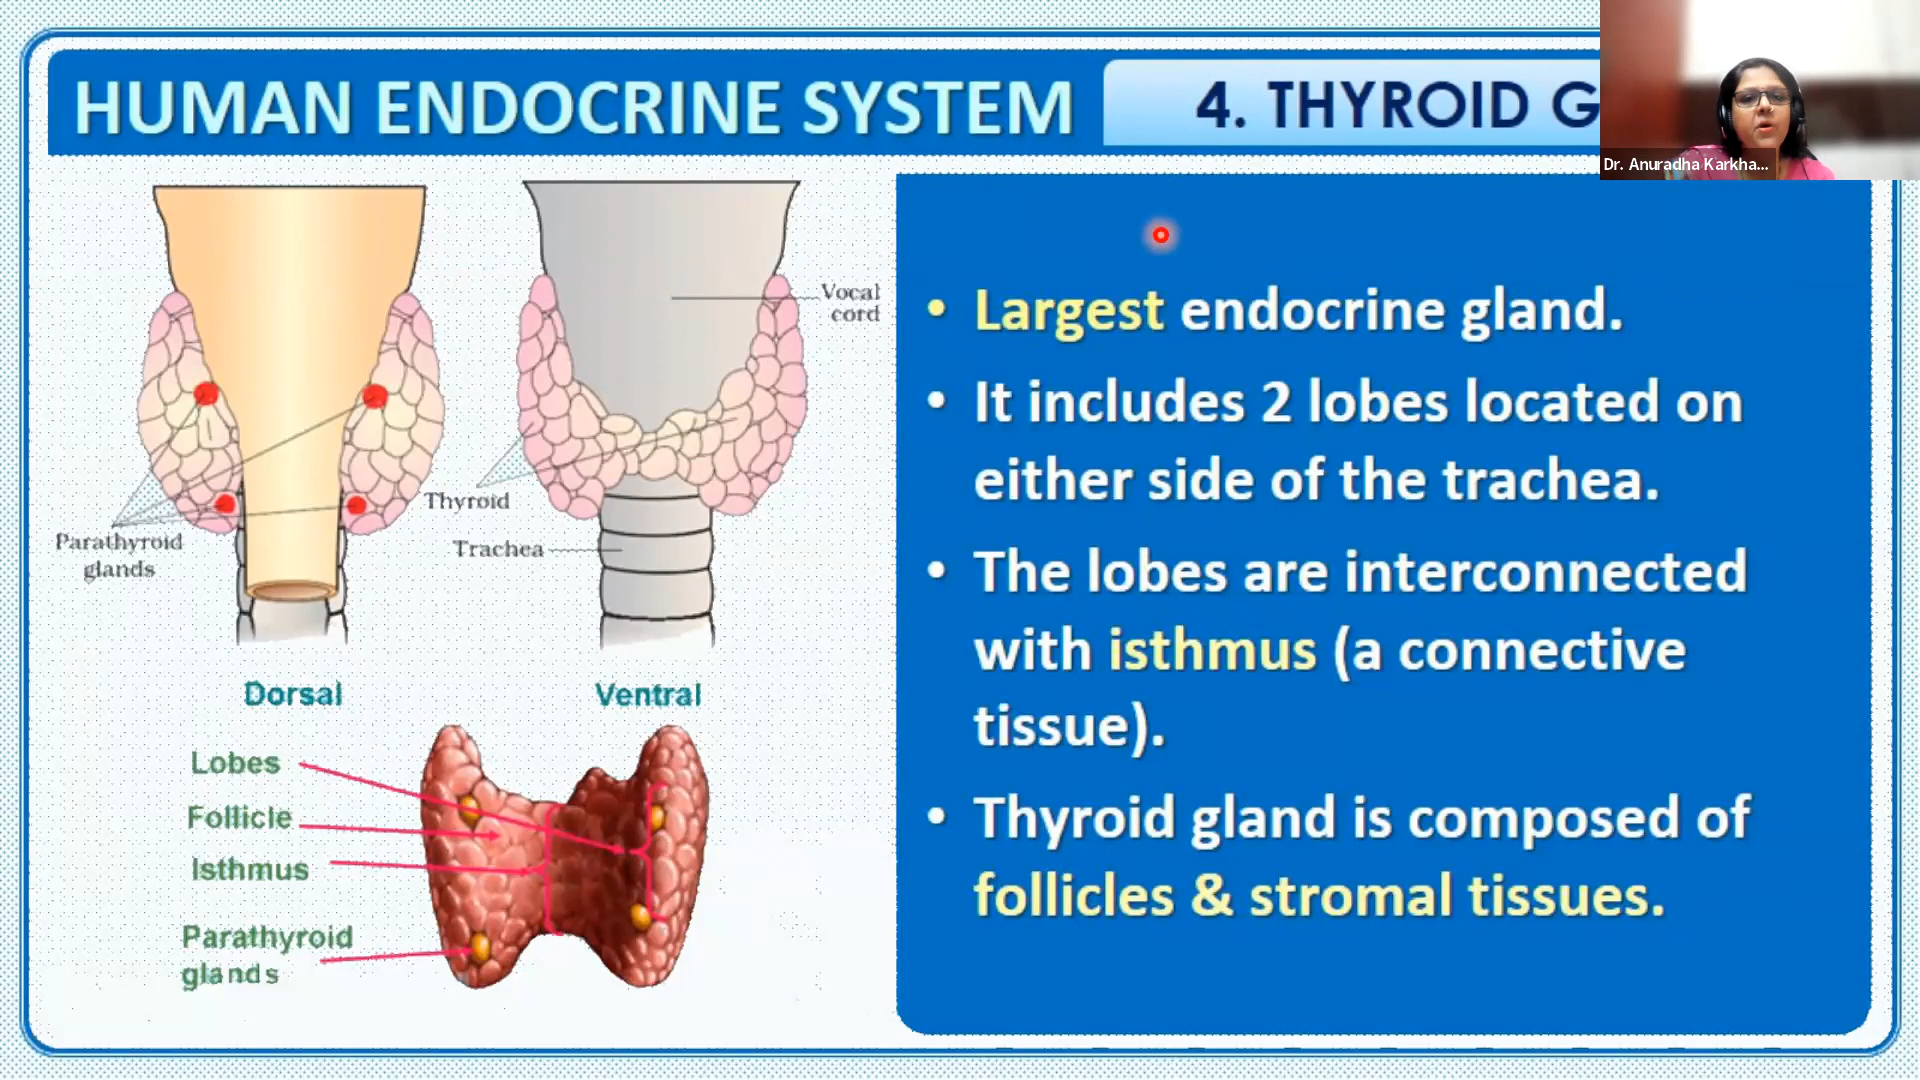 HUMAN ENDOCRINE SYSTEM
4. THYROID G
Dr. Anuradha Karkha...
Vocal
cord
Thyroid
Trachea
Parathyroid
glands
Dorsal
Ventral
Lobes
Follicle
Isthmus
Parathyroid
glands
• Largest endocrine gland.
• It includes 2 lobes located on
either side of the trachea.
• The lobes are interconnected
with isthmus (a connective
tissue).
• Thyroid gland is composed of
follicles & stromal tissues.